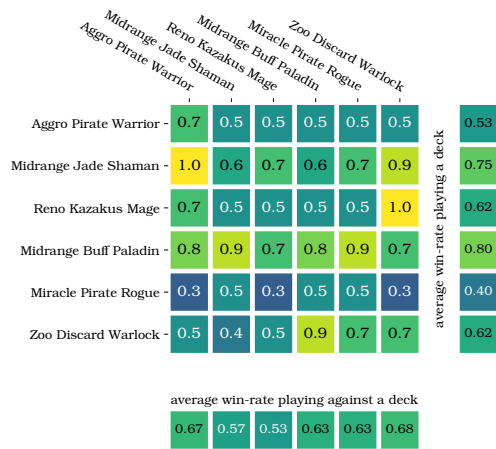 Aggro Pirate Warrior
Midrange Jade Shaman
Reno Kazakus Mage
Midrange Buff Paladin
Miracle Pirate Rogue
Zoo Discard Warlock
Aggro Pirate Warrior 0.7 0.5 0.5 0.5 0.5 0.5 0.53
Midrange Jade Shaman 1.0 0.6 0.7 0.6 0.7 0.9 0.75
Reno Kazakus Mage 0.7 0.5 0.5 0.5 0.5 1.0 0.62
Midrange Buff Paladin 0.8 0.9 0.7 0.8 0.9 0.7 0.80
Miracle Pirate Rogue 0.3 0.5 0.3 0.5 0.5 0.3 0.40
Zoo Discard Warlock 0.5 0.4 0.5 0.9 0.7 0.7 0.62
average win-rate playing a deck
average win-rate playing against a deck
0.67 0.57 0.53 0.63 0.63 0.68